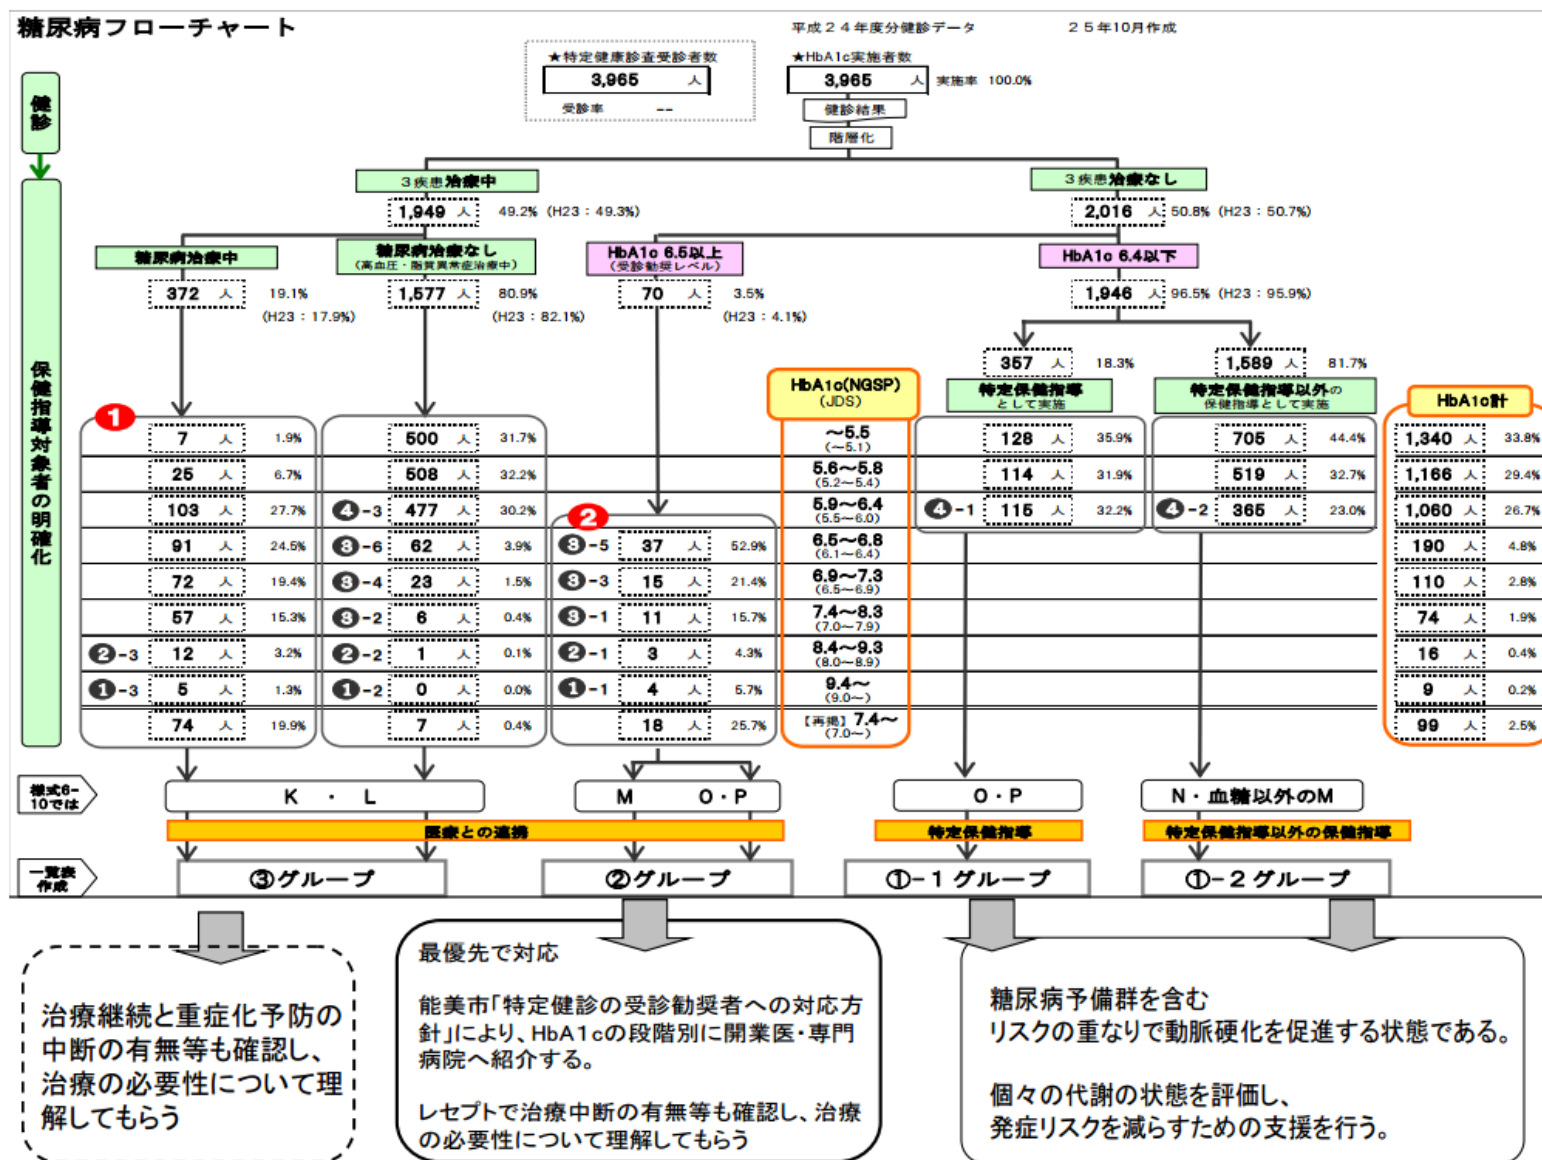 糖尿病フローチャート
平成24年度分健診データ 25年10月作成
★特定健康診査受診者数
3,965 人
受診率 --
★HbA1c実施者数
3,965 人 実施率 100.0%
健診結果
階層化
健診
保健指導対象者の明確化
3疾患治療中
1,949 人 49.2% (H23：49.3%)
3疾患治療なし
2,016 人 50.8% (H23：50.7%)
糖尿病治療中
372 人 19.1%
(H23：17.9%)
糖尿病治療なし
(高血圧・脂質異常症治療中)
1,577 人 80.9%
(H23：82.1%)
HbA1c 6.5以上
(受診勧奨レベル)
70 人 3.5%
(H23：4.1%)
HbA1c 6.4以下
1,946 人 96.5% (H23：95.9%)
357 人 18.3%
特定保健指導
として実施
1,589 人 81.7%
特定保健指導以外の
保健指導として実施
HbA1c(NGSP)
(JDS)
HbA1c計
1
2
7 人 1.9% 500 人 31.7% ～5.5 128 人 35.9% 705 人 44.4% 1,340 人 33.8%
(～5.1)
25 人 6.7% 508 人 32.2% 5.6～5.8 114 人 31.9% 519 人 32.7% 1,166 人 29.4%
(5.2～5.4)
103 人 27.7% ❹-3 477 人 30.2% 5.9～6.4 ❹-1 115 人 32.2% ❹-2 365 人 23.0% 1,060 人 26.7%
(5.5～6.0)
91 人 24.5% ❸-6 62 人 3.9% ❸-5 37 人 52.9% 6.5～6.8 190 人 4.8%
(6.1～6.4)
72 人 19.4% ❸-4 23 人 1.5% ❸-3 15 人 21.4% 6.9～7.3 110 人 2.8%
(6.5～6.9)
57 人 15.3% ❸-2 6 人 0.4% ❸-1 11 人 15.7% 7.4～8.3 74 人 1.9%
(7.0～7.9)
❷-3 12 人 3.2% ❷-2 1 人 0.1% ❷-1 3 人 4.3% 8.4～9.3 16 人 0.4%
(8.0～8.9)
❶-3 5 人 1.3% ❶-2 0 人 0.0% ❶-1 4 人 5.7% 9.4～ 9 人 0.2%
(9.0～)
74 人 19.9% 7 人 0.4% 18 人 25.7% 【再掲】7.4～ 99 人 2.5%
(7.0～)
様式6-
10では
K ・ L
M O・P
O・P
N・血糖以外のM
医療との連携
特定保健指導
特定保健指導以外の保健指導
一覧表
作成
③グループ
②グループ
①-1グループ
①-2グループ
治療継続と重症化予防の
中断の有無等も確認し、
治療の必要性について理
解してもらう
最優先で対応
能美市「特定健診の受診勧奨者への対応方
針」により、HbA1cの段階別に開業医・専門
病院へ紹介する。
レセプトで治療中断の有無等も確認し、治療
の必要性について理解してもらう
糖尿病予備群を含む
リスクの重なりで動脈硬化を促進する状態である。
個々の代謝の状態を評価し、
発症リスクを減らすための支援を行う。